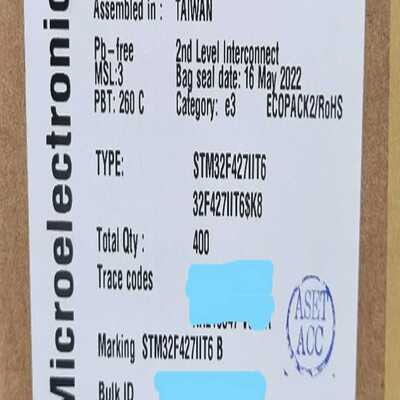 Microelectronic
Assembled in : TAIWAN
Pb-free 2nd Level Interconnect
MSL:3 Bag seal date: 16 May 2022
PBT: 260 C Category: e3 ECOPACK2/RoHS
TYPE: STM32F427IIT6
32F427IIT6$K8
Total Qty : 400
Trace codes
Marking STM32F427IIT6 B
Bulk ID
ASET
ACC